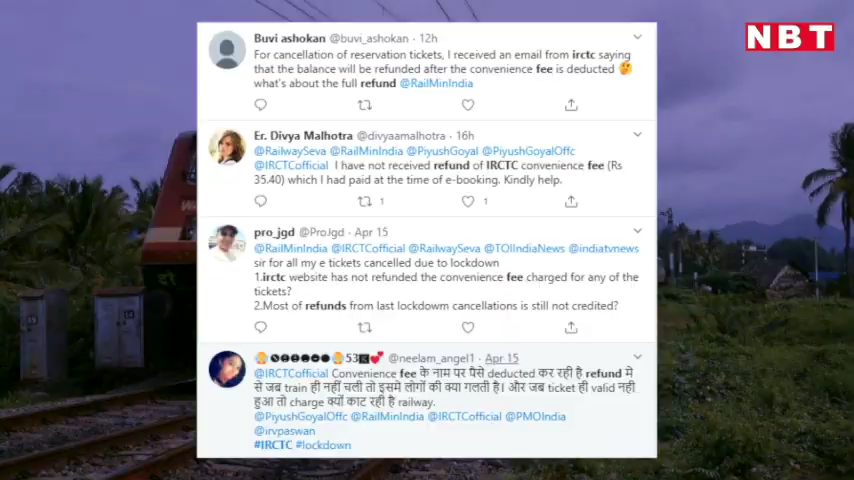 NBT
Buvi ashokan @buvi_ashokan · 12h
For cancellation of reservation tickets, I received an email from irctc saying
that the balance will be refunded after the convenience fee is deducted 🤔
what's about the full refund @RailMinIndia
Er. Divya Malhotra @divyaamalhotra · 16h
@RailwaySeva @RailMinIndia @PiyushGoyal @PiyushGoyalOffc
@IRCTCofficial I have not received refund of IRCTC convenience fee (Rs
35.40) which I had paid at the time of e-booking. Kindly help.
1 1
pro_jgd @ProJgd · Apr 15
@RailMinIndia @IRCTCofficial @RailwaySeva @TOIIndiaNews @indiatvnews
sir for all my e tickets cancelled due to lockdown
1.irctc website has not refunded the convenience fee charged for any of the
tickets?
2.Most of refunds from last lockdowm cancellations is still not credited?
53 💕 @neelam_angel1 · Apr 15
@IRCTCofficial Convenience fee के नाम पर पैसे deducted कर रही है refund मे
से जब train ही नहीं चली तो इसमे लोगों की क्या गलती है। और जब ticket ही valid नही
हुआ तो charge क्यों काट रही है railway.
@PiyushGoyalOffc @RailMinIndia @IRCTCofficial @PMOIndia
@irvpaswan
#IRCTC #lockdown